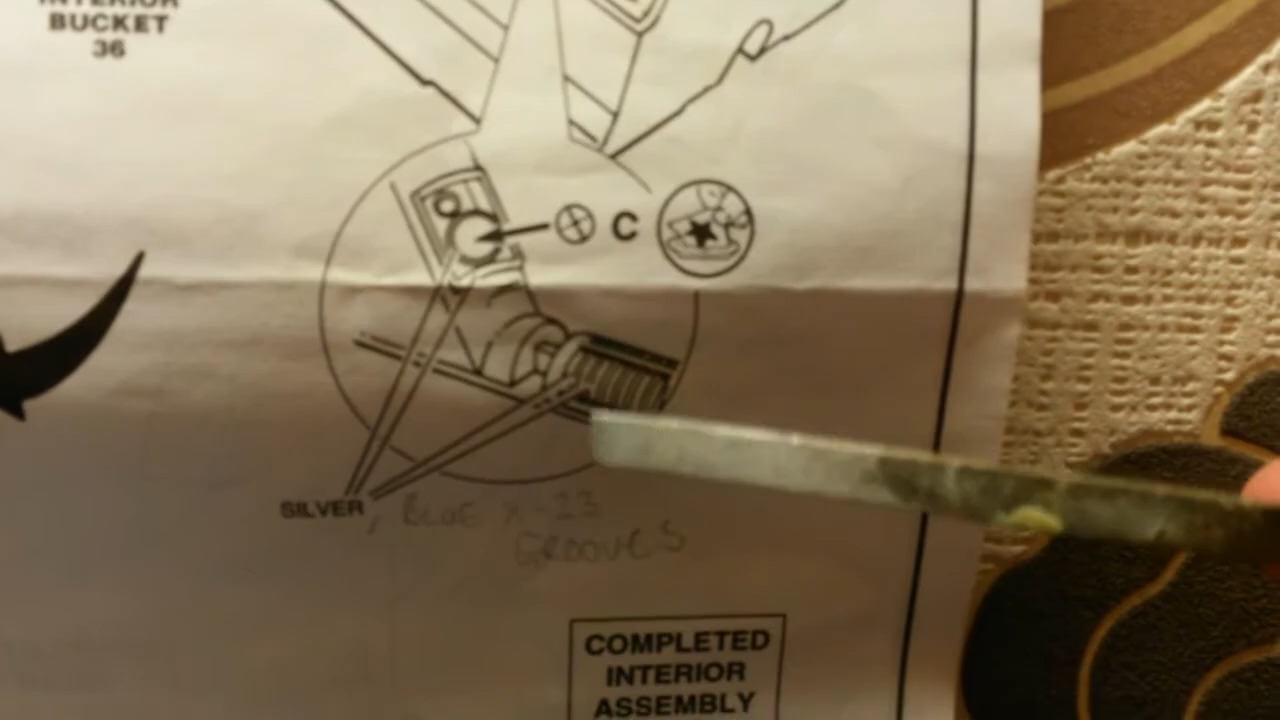 INTERIOR
BUCKET
36
C
SILVER, BLUE X-23
GROOVES
COMPLETED
INTERIOR
ASSEMBLY